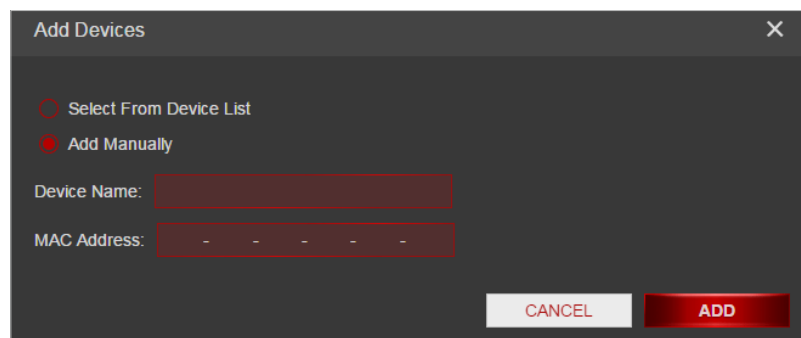 Add Devices
Select From Device List
Add Manually
Device Name:
MAC Address: - - - - -
CANCEL ADD